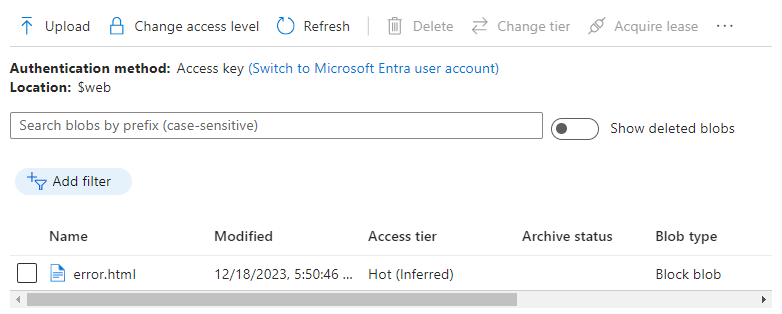 Upload Change access level Refresh Delete Change tier Acquire lease ...
Authentication method: Access key (Switch to Microsoft Entra user account)
Location: $web
Search blobs by prefix (case-sensitive) Show deleted blobs
Add filter
Name Modified Access tier Archive status Blob type
error.html 12/18/2023, 5:50:46 ... Hot (Inferred) Block blob